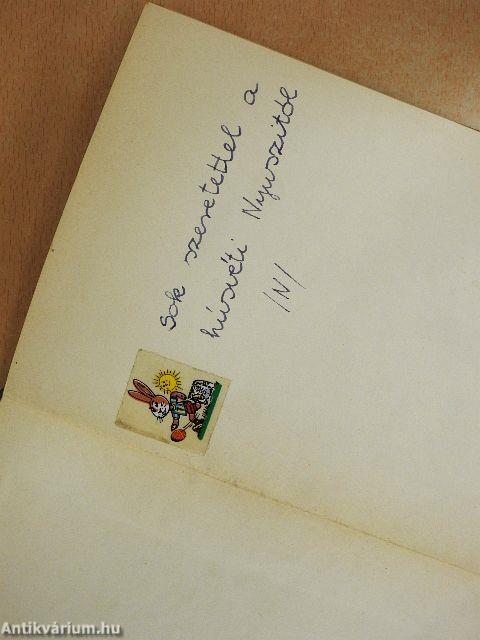 Sok szeretettel a
húsvéti Nyuszitól
/N/
Antikvárium.hu